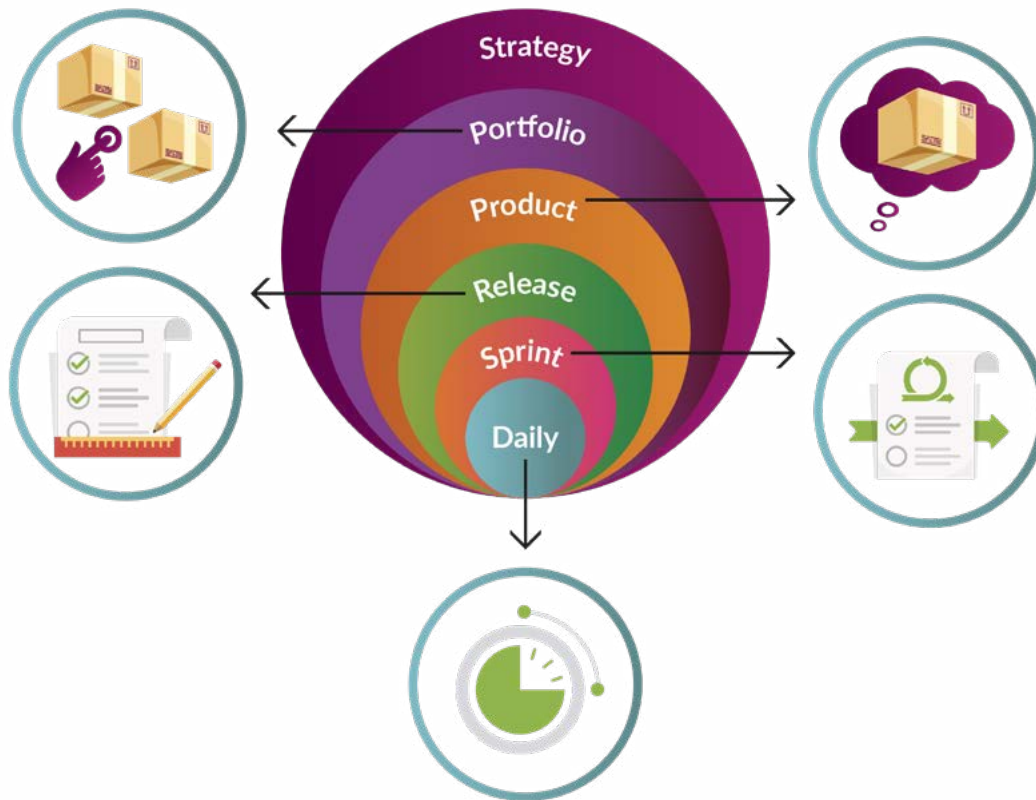 Strategy
Portfolio
Product
Release
Sprint
Daily